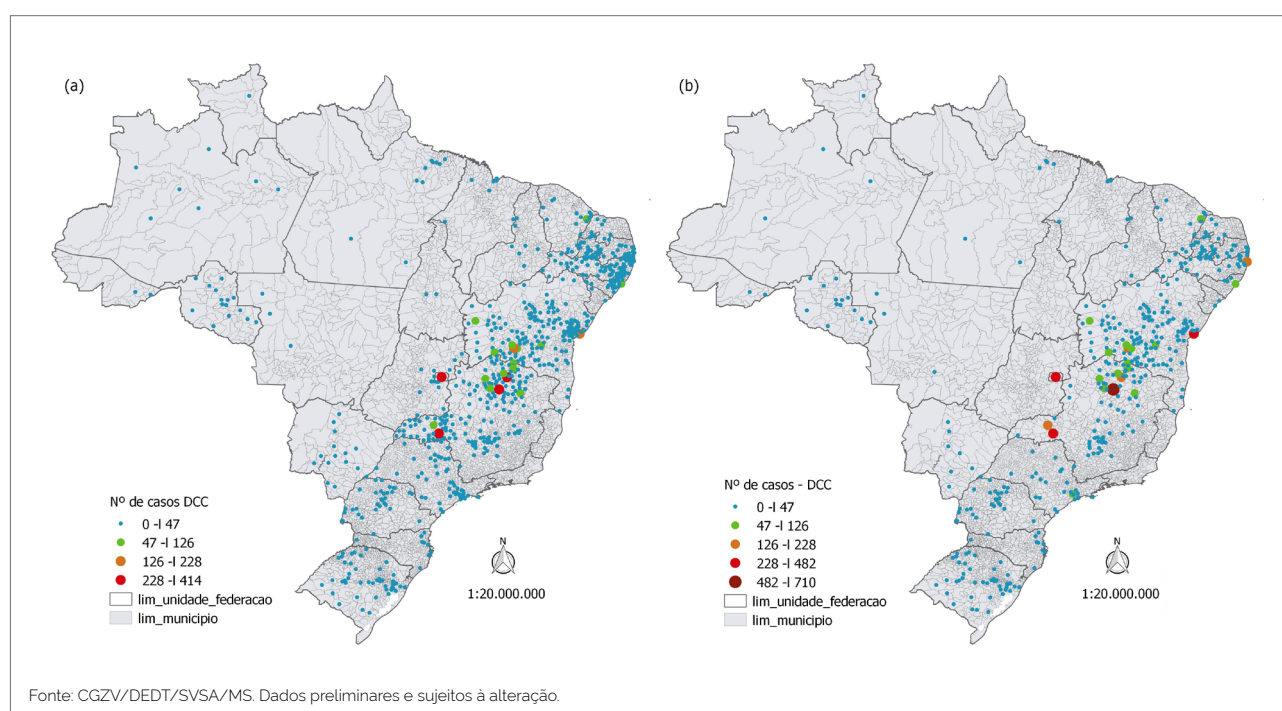 (a)
Nº de casos DCC
0 -l 47
47 -l 126
126 -l 228
228 -l 414
lim_unidade_federacao
lim_municipio
N
1:20.000.000
(b)
Nº de casos - DCC
0 -l 47
47 -l 126
126 -l 228
228 -l 482
482 -l 710
lim_unidade_federacao
lim_municipio
N
1:20.000.000
Fonte: CGZV/DEDT/SVSA/MS. Dados preliminares e sujeitos à alteração.